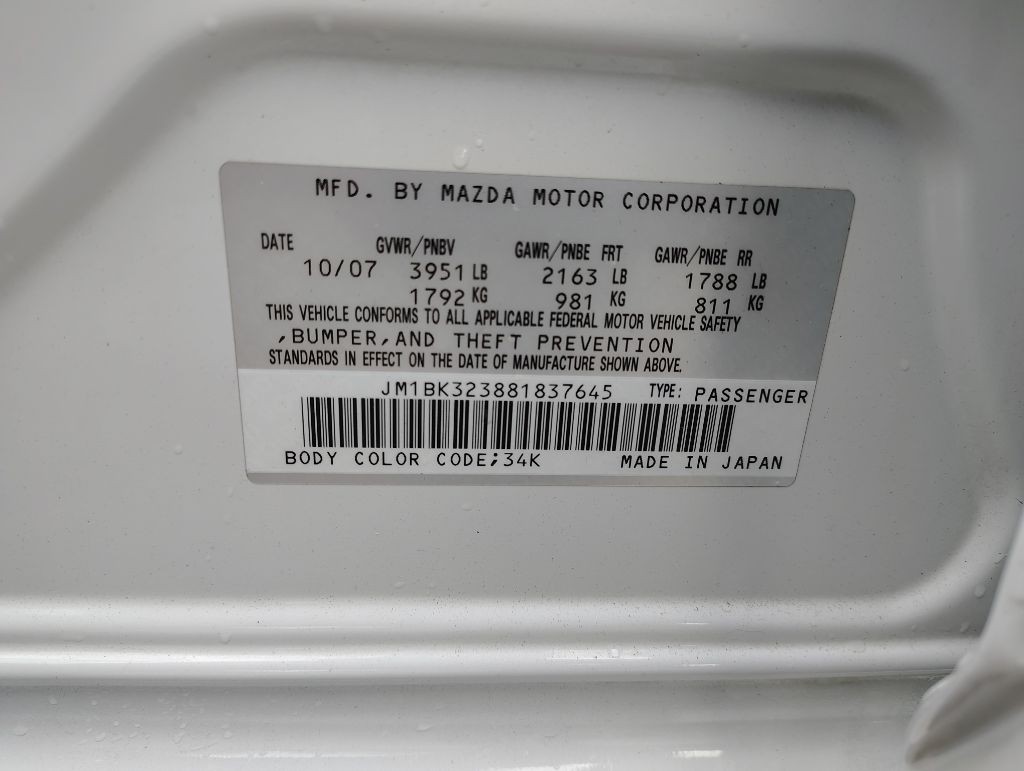 MFD. BY MAZDA MOTOR CORPORATION
DATE GVWR/PNBV GAWR/PNBE FRT GAWR/PNBE RR
10/07 3951 LB 2163 LB 1788 LB
1792 KG 981 KG 811 KG
THIS VEHICLE CONFORMS TO ALL APPLICABLE FEDERAL MOTOR VEHICLE SAFETY
,BUMPER,AND THEFT PREVENTION
STANDARDS IN EFFECT ON THE DATE OF MANUFACTURE SHOWN ABOVE.
JM1BK323881837645 TYPE: PASSENGER
BODY COLOR CODE;34K MADE IN JAPAN